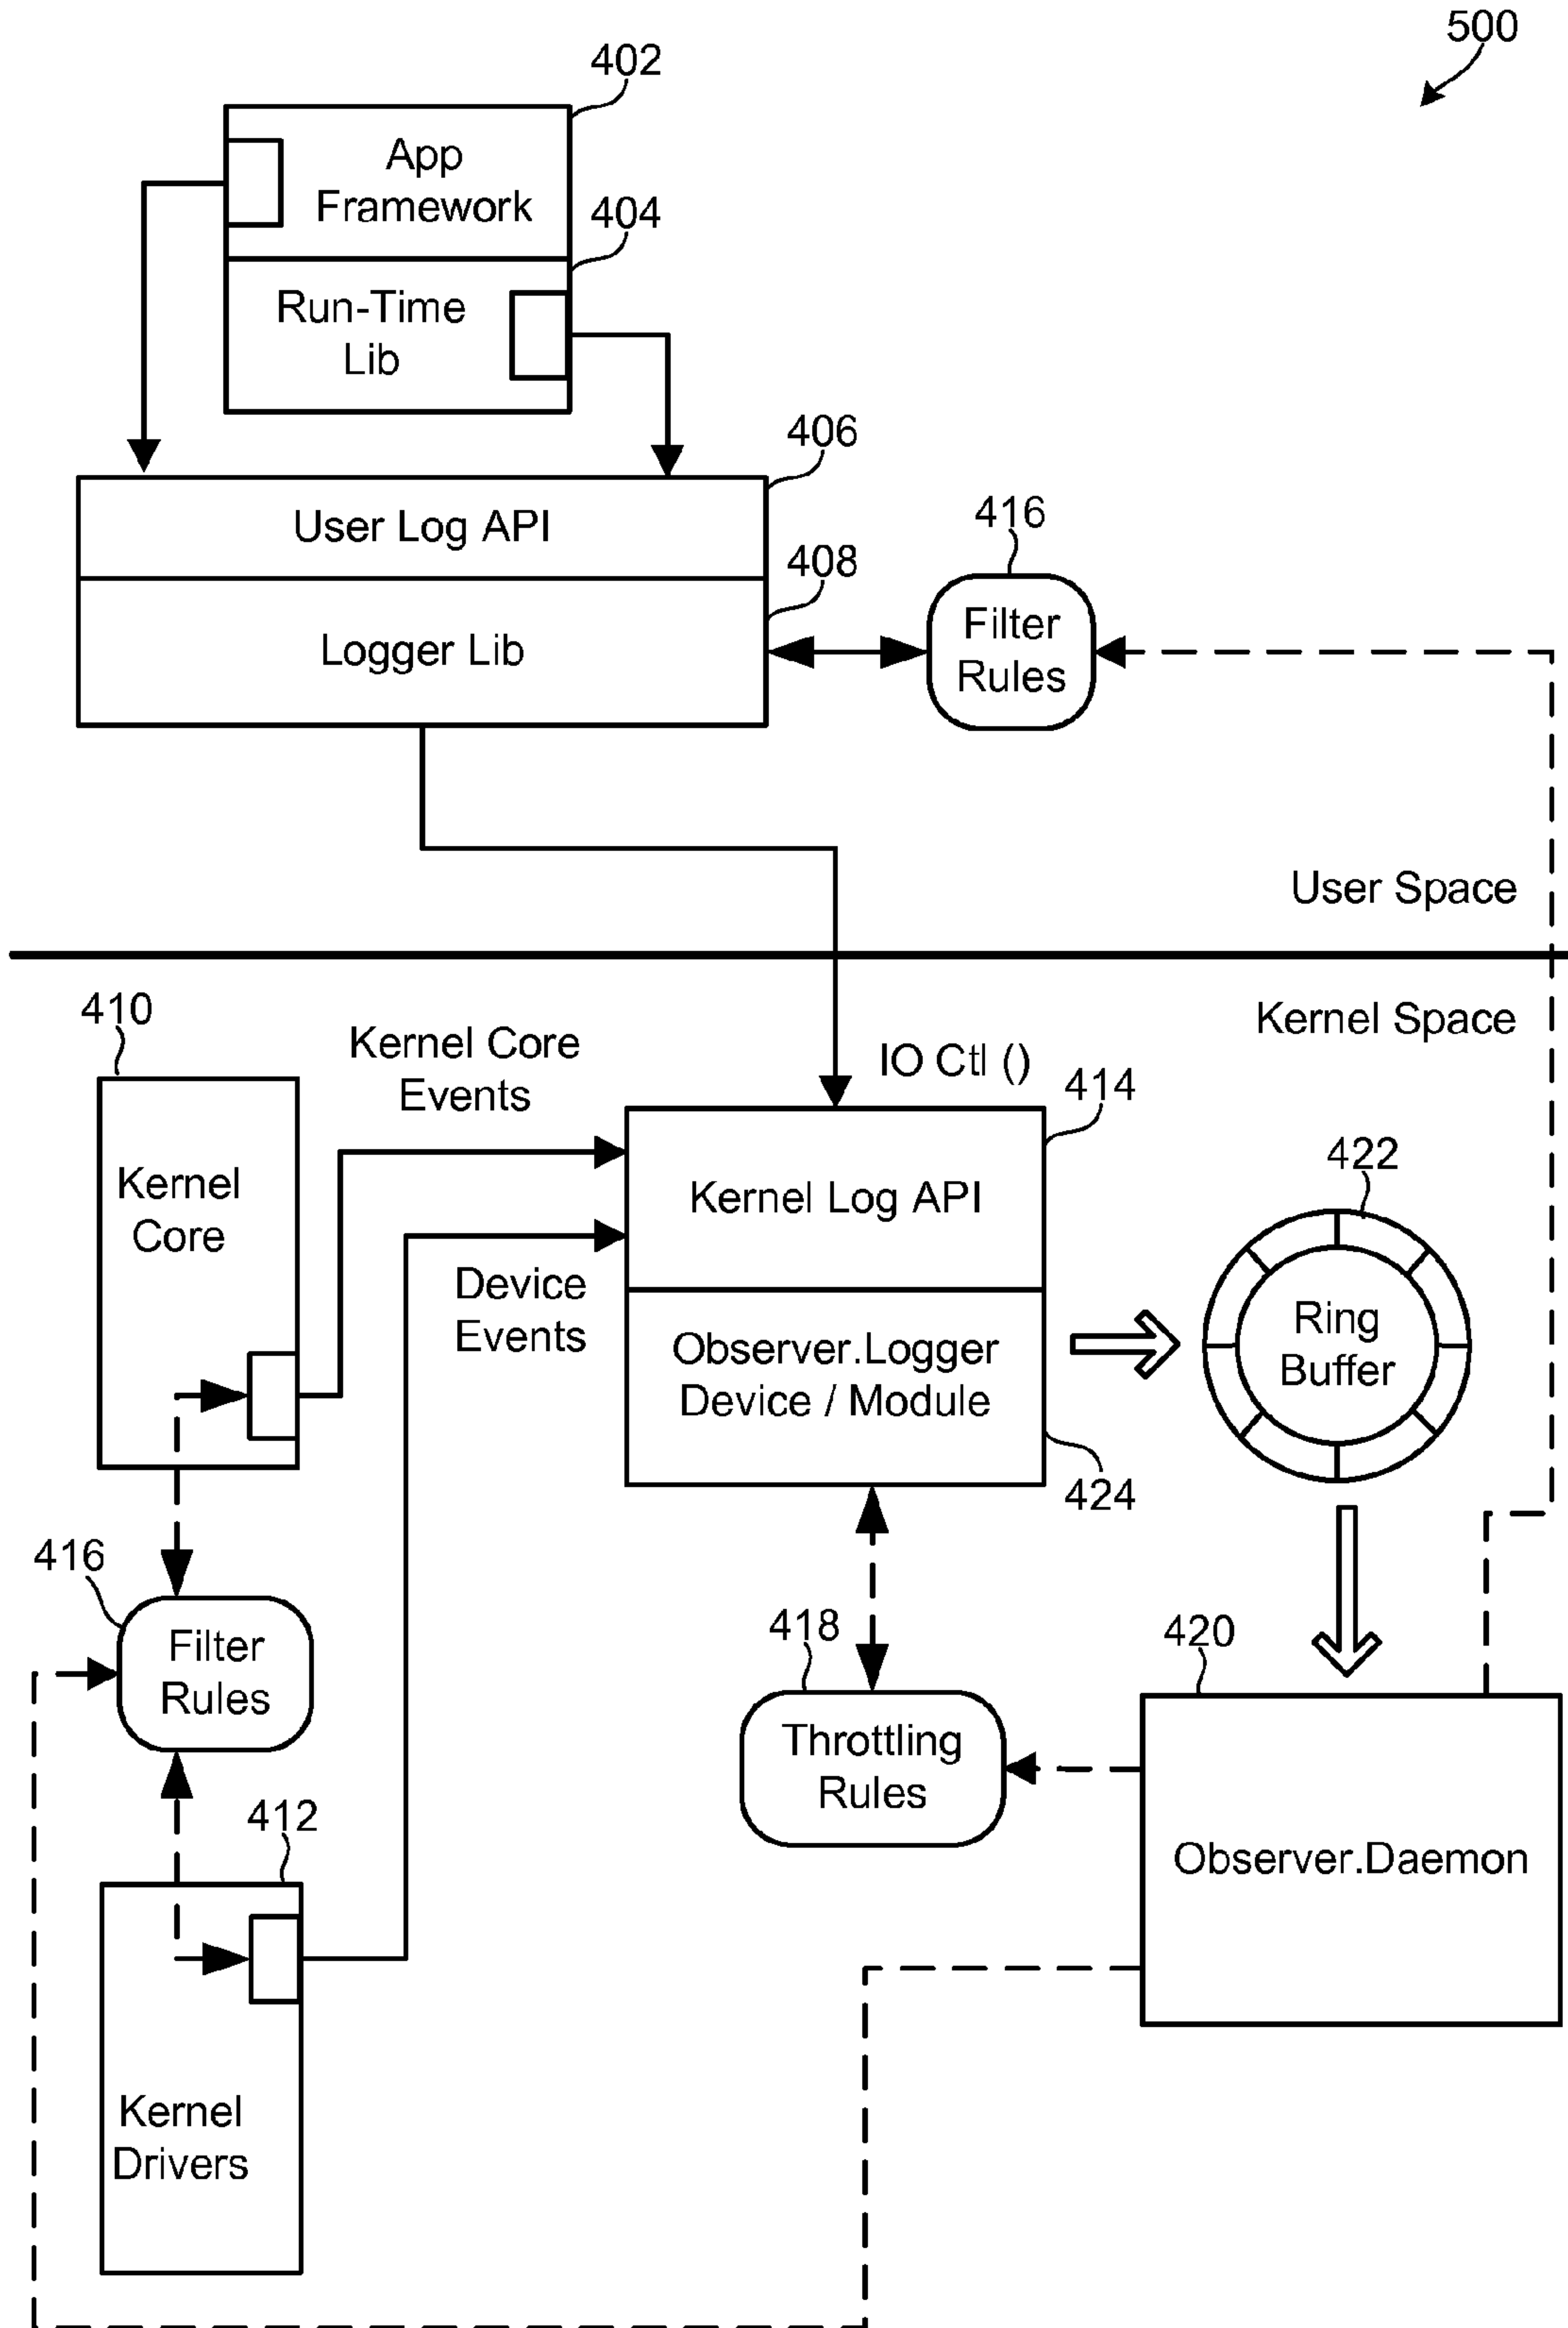 500
402
App
Framework
404
Run-Time
Lib
406
User Log API
408
Logger Lib
416
Filter
Rules
User Space
Kernel Space
410
Kernel
Core
Kernel Core
Events
IO Ctl ()
414
Kernel Log API
Device
Events
Observer.Logger
Device / Module
424
422
Ring
Buffer
416
Filter
Rules
418
Throttling
Rules
420
Observer.Daemon
412
Kernel
Drivers